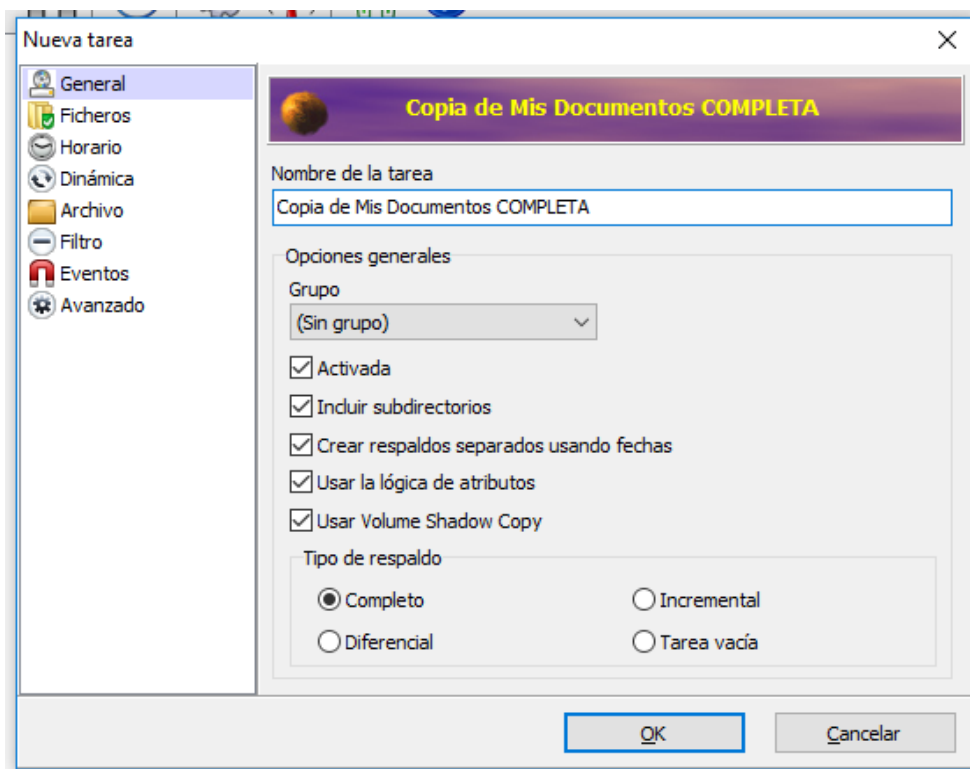 Nueva tarea
General
Ficheros
Horario
Dinámica
Archivo
Filtro
Eventos
Avanzado
Copia de Mis Documentos COMPLETA
Nombre de la tarea
Copia de Mis Documentos COMPLETA
Opciones generales
Grupo
(Sin grupo)
Activada
Incluir subdirectorios
Crear respaldos separados usando fechas
Usar la lógica de atributos
Usar Volume Shadow Copy
Tipo de respaldo
Completo
Incremental
Diferencial
Tarea vacía
OK
Cancelar